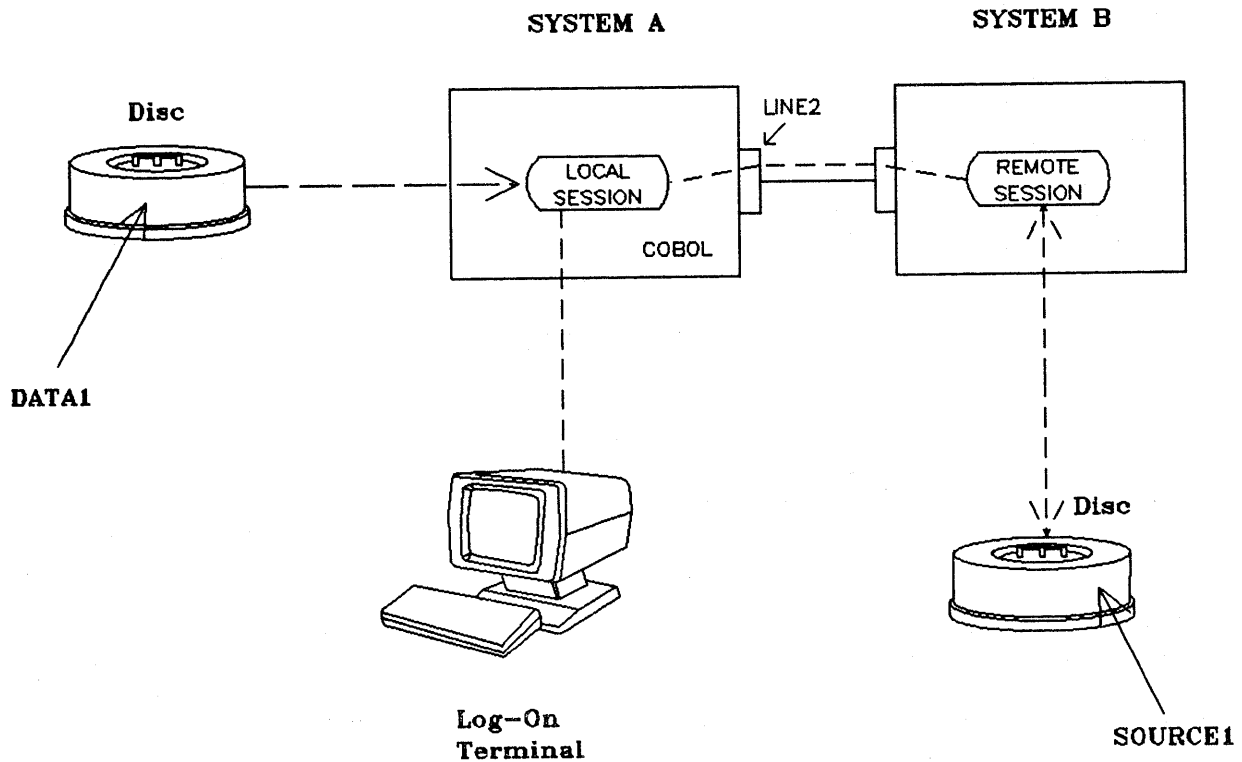 SYSTEM A
SYSTEM B
Disc
LINE2
LOCAL
SESSION
REMOTE
SESSION
COBOL
DATA1
Disc
Log-On
Terminal
SOURCE1